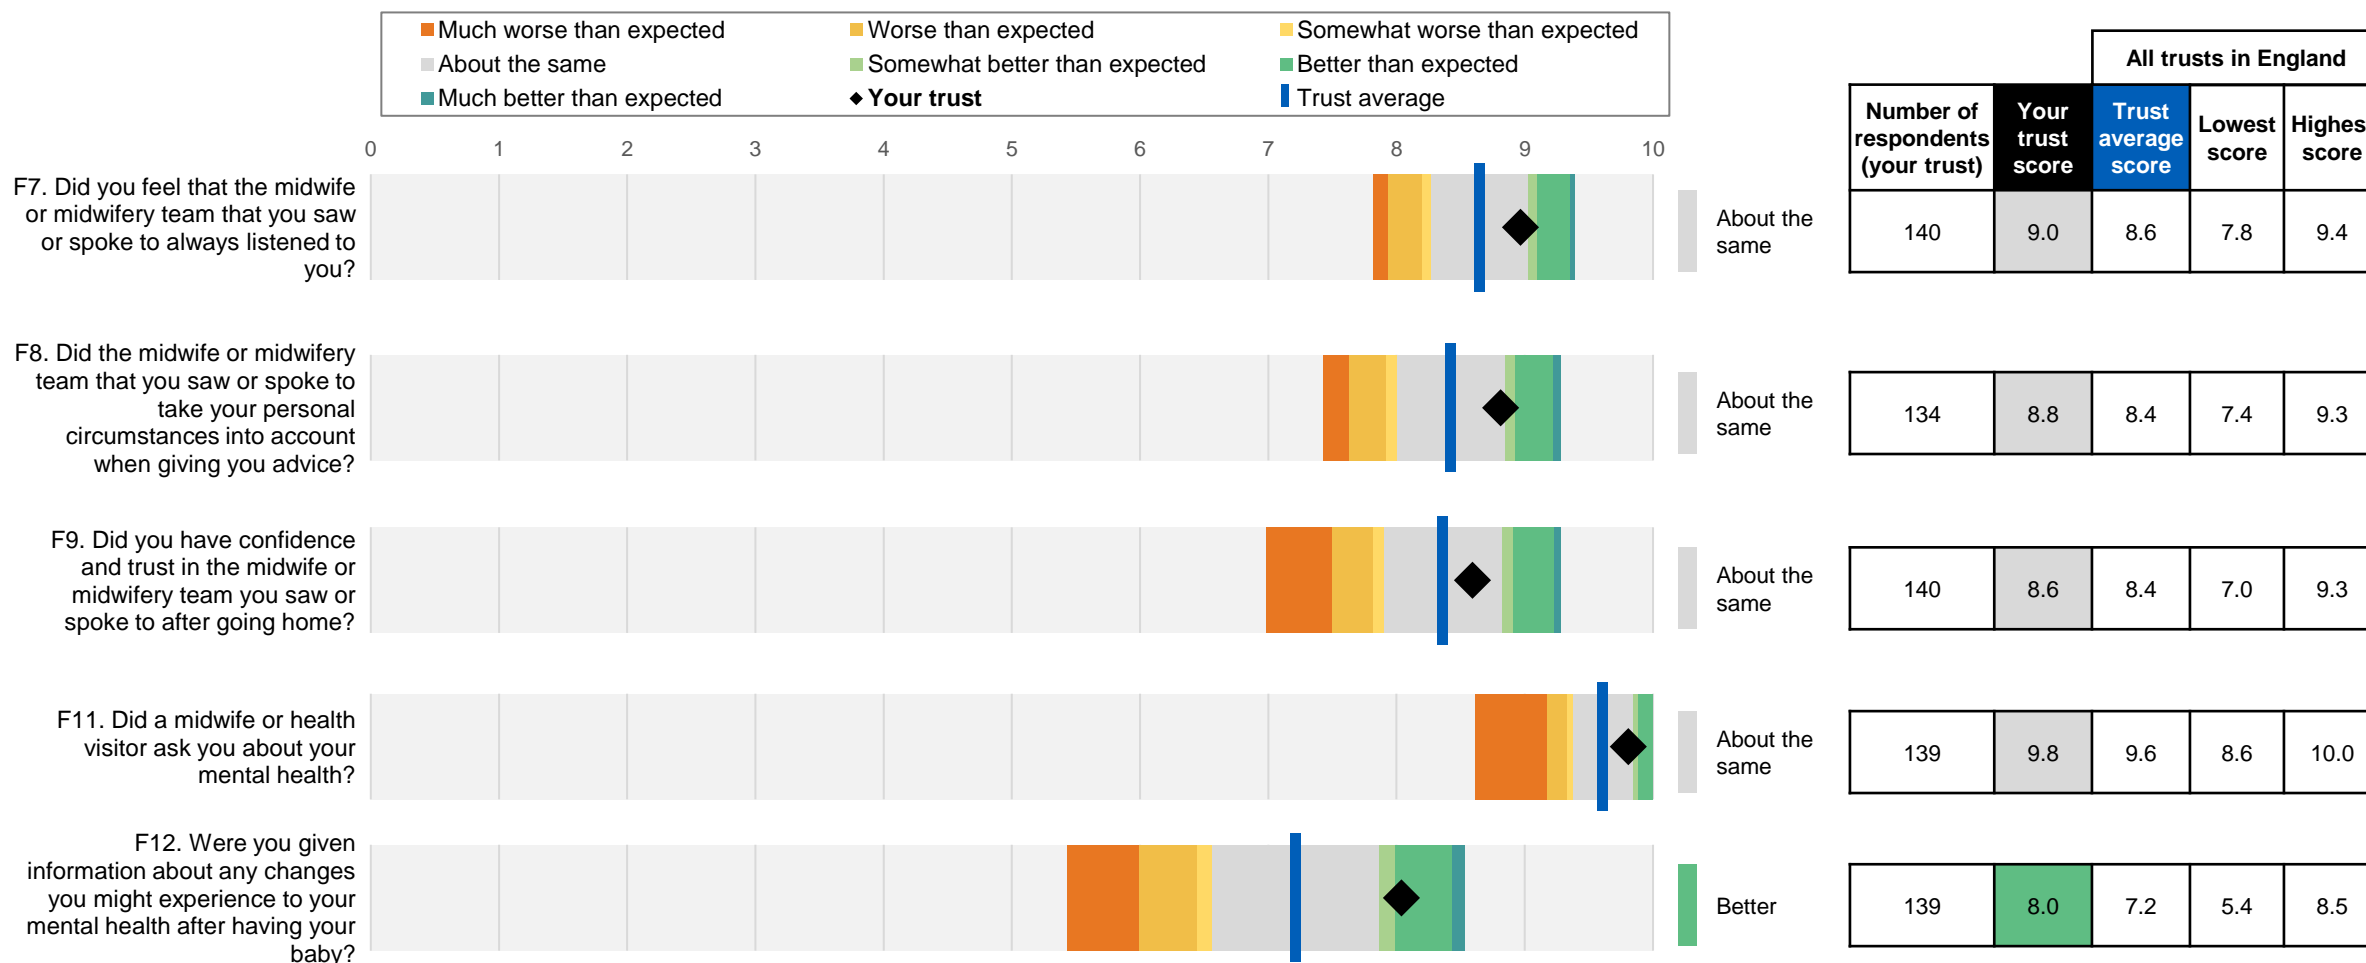 Much worse than expected
Worse than expected
Somewhat worse than expected
About the same
Somewhat better than expected
Better than expected
Much better than expected
Your trust
Trust average
All trusts in England
Number of
respondents
(your trust)
Your
trust
score
Trust
average
score
Lowest
score
Highes
score
0 1 2 3 4 5 6 7 8 9 10
F7. Did you feel that the midwife
or midwifery team that you saw
or spoke to always listened to
you?
About the
same
140 9.0 8.6 7.8 9.4
F8. Did the midwife or midwifery
team that you saw or spoke to
take your personal
circumstances into account
when giving you advice?
About the
same
134 8.8 8.4 7.4 9.3
F9. Did you have confidence
and trust in the midwife or
midwifery team you saw or
spoke to after going home?
About the
same
140 8.6 8.4 7.0 9.3
F11. Did a midwife or health
visitor ask you about your
mental health?
About the
same
139 9.8 9.6 8.6 10.0
F12. Were you given
information about any changes
you might experience to your
mental health after having your
baby?
Better
139 8.0 7.2 5.4 8.5